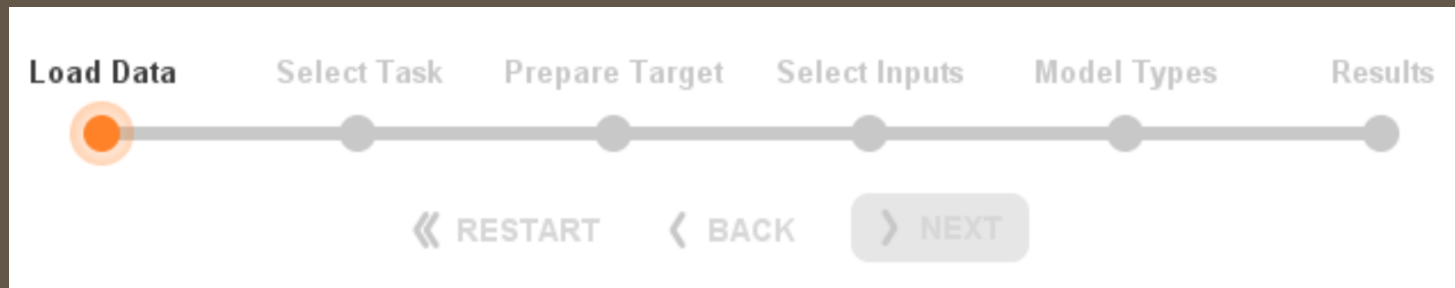 Load Data Select Task Prepare Target Select Inputs Model Types Results
RESTART BACK NEXT